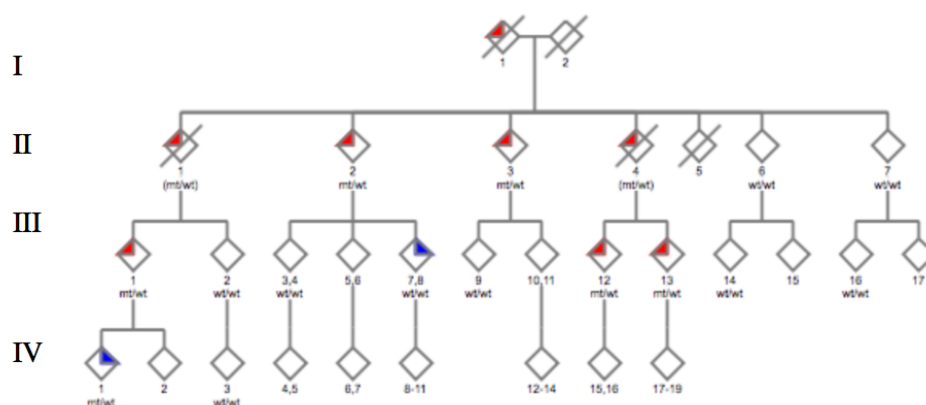 I
1 2
II
1 2 3 4 5 6 7
(mt/wt) mt/wt mt/wt (mt/wt) wt/wt wt/wt
III
1 2 3,4 5,6 7,8 9 10,11 12 13 14 15 16 17
mt/wt wt/wt wt/wt wt/wt wt/wt mt/wt mt/wt wt/wt wt/wt
IV
1 2 3 4,5 6,7 8-11 12-14 15,16 17-19
mt/wt wt/wt